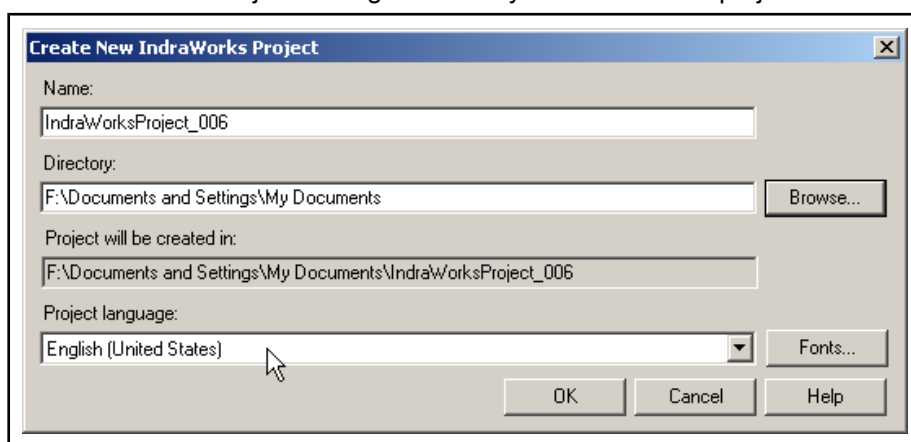 Create New IndraWorks Project
Name:
IndraWorksProject_006
Directory:
F:\Documents and Settings\My Documents
Browse...
Project will be created in:
F:\Documents and Settings\My Documents\IndraWorksProject_006
Project language:
English (United States)
Fonts...
OK Cancel Help